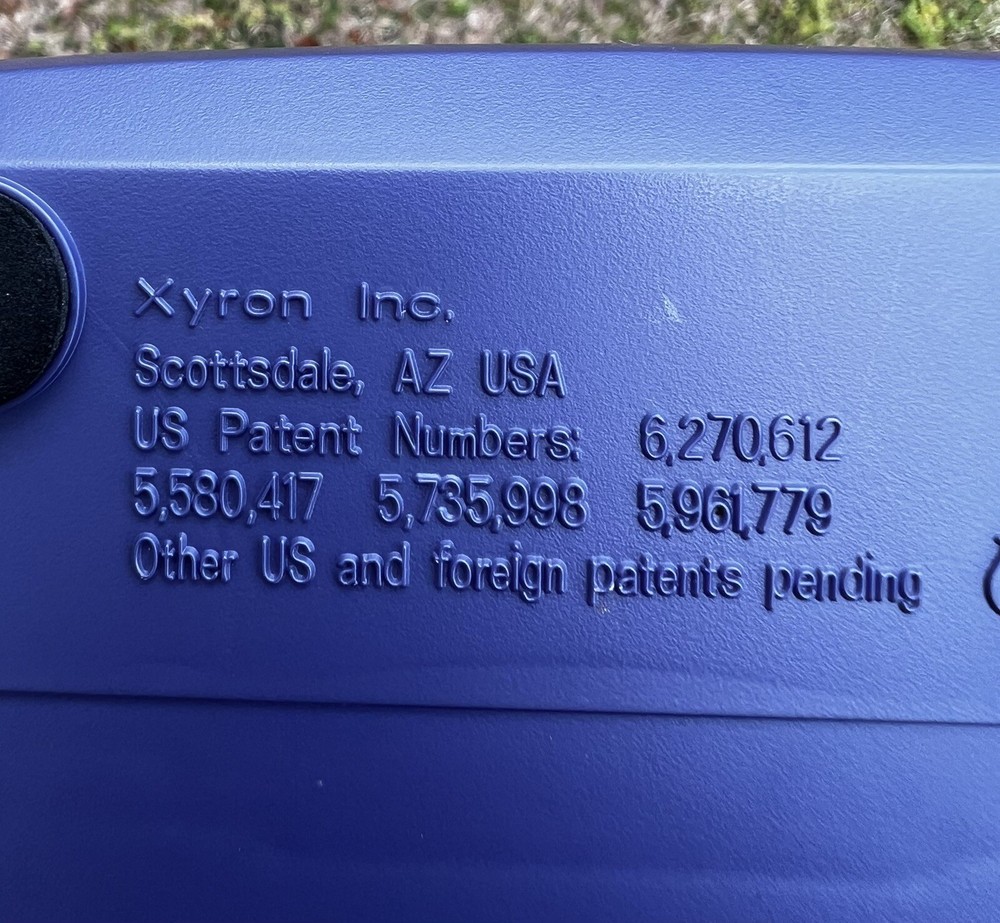 Xyron Inc.
Scottsdale, AZ USA
US Patent Numbers: 6,270,612
5,580,417 5,735,998 5,961,779
Other US and foreign patents pending